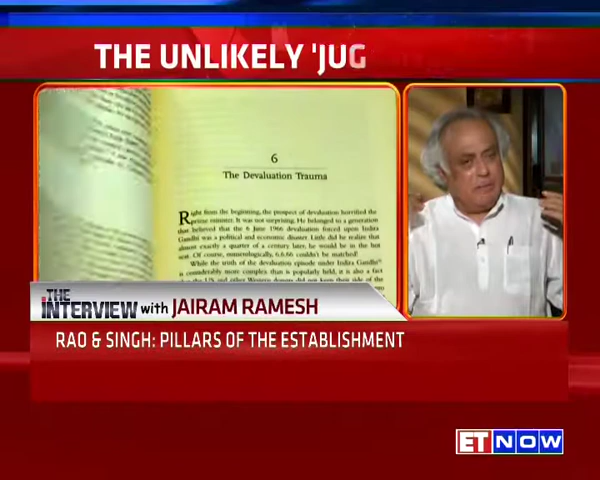 THE UNLIKELY 'JUG
6
The Devaluation Trauma
Right from the beginning, the prospect of devaluation horrified the
prime minister. It was not surprising. He belonged to a generation
that believed that the 6 June 1966 devaluation forced upon Indira
Gandhi was a political and economic disaster. Little did he realize that
almost exactly a quarter of a century later, he would be in the hot
seat. Of course, numerologically, 6.6.66 couldn't be matched!
While the truth of the devaluation episode under Indira Gandhi
is considerably more complex than is popularly held, it is also a fact
THE INTERVIEW WITH JAIRAM RAMESH
RAO & SINGH: PILLARS OF THE ESTABLISHMENT
ET NOW